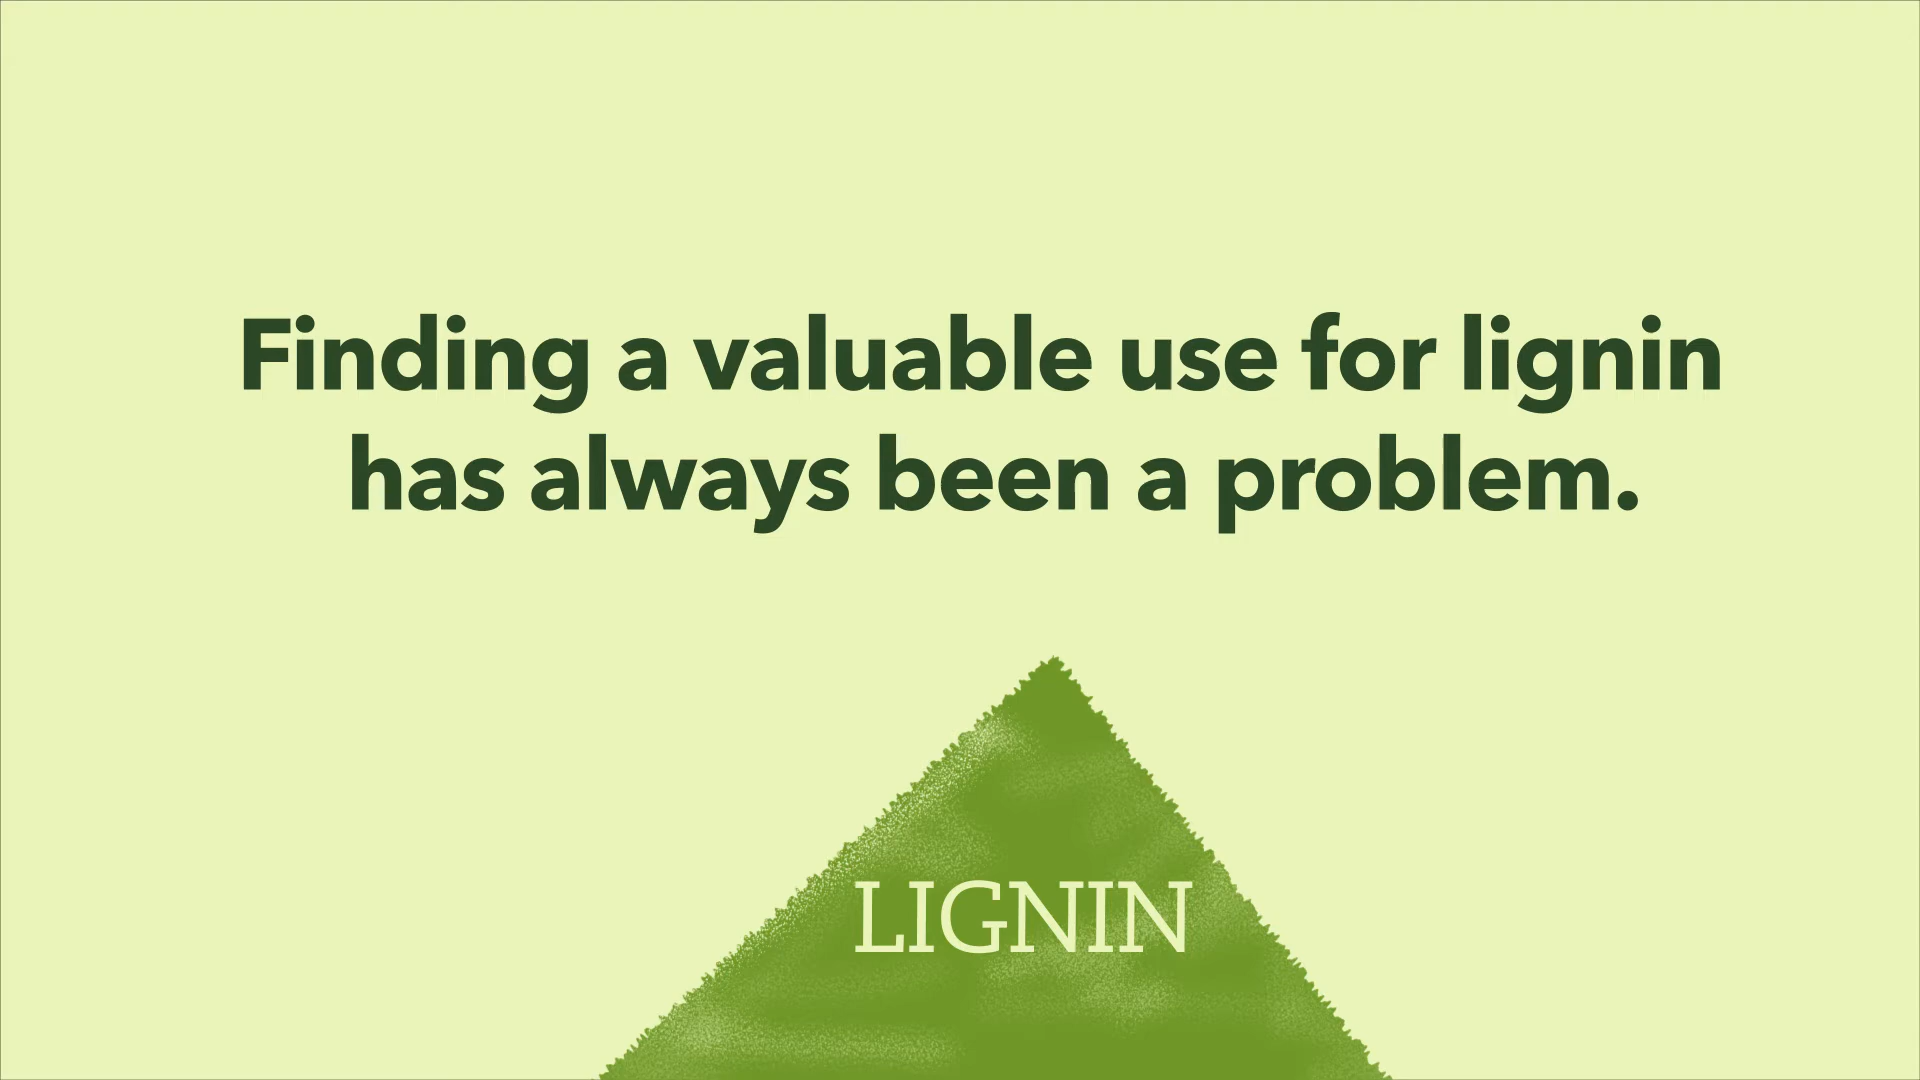 Finding a valuable use for lignin
has always been a problem.
LIGNIN